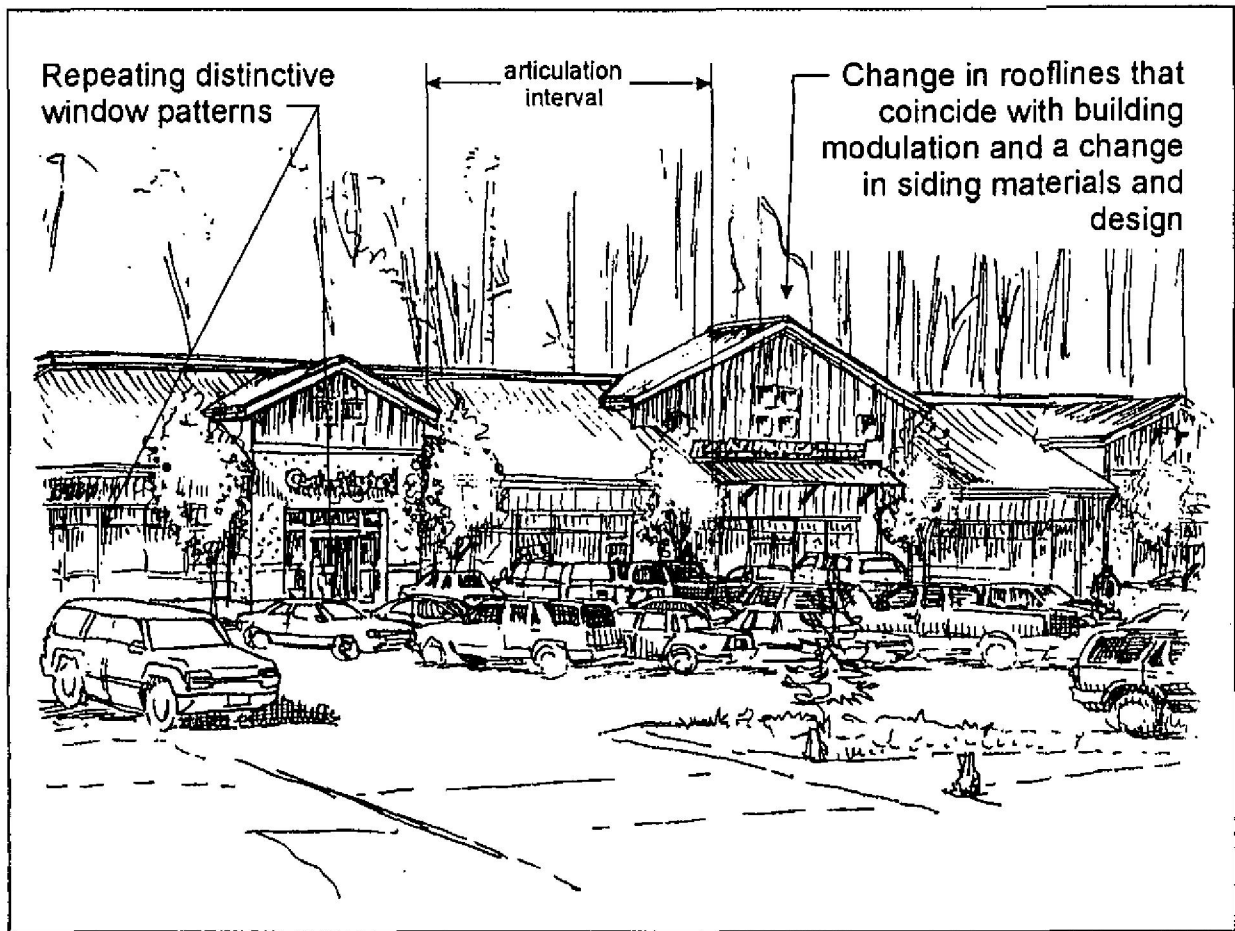 Repeating distinctive
window patterns
articulation
interval
Change in rooflines that
coincide with building
modulation and a change
in siding materials and
design